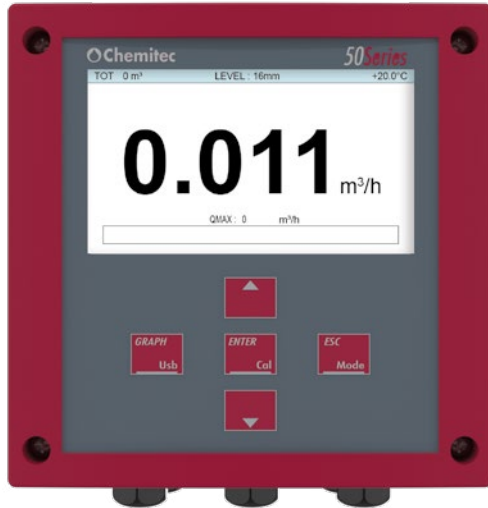 Chemitec 50Series
TOT 0 m³ LEVEL : 16mm +20.0°C
0.011 m³/h
QMAX : 0 m³/h
GRAPH ENTER ESC
Usb Cal Mode